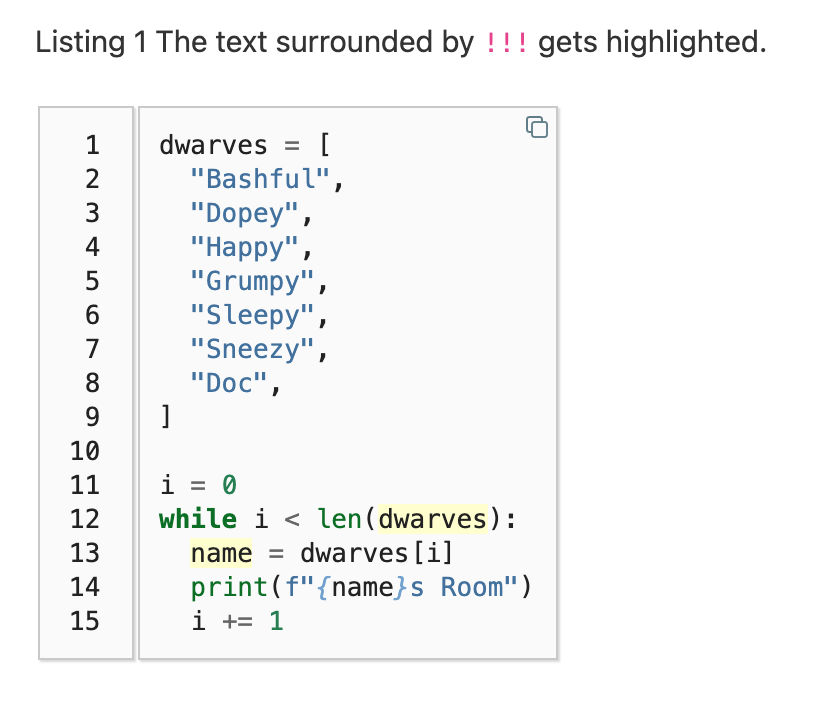 Listing 1 The text surrounded by !!! gets highlighted.
1 dwarves = [
2   "Bashful",
3   "Dopey",
4   "Happy",
5   "Grumpy",
6   "Sleepy",
7   "Sneezy",
8   "Doc",
9 ]
10
11 i = 0
12 while i < len(dwarves):
13   name = dwarves[i]
14   print(f"{name}s Room")
15   i += 1